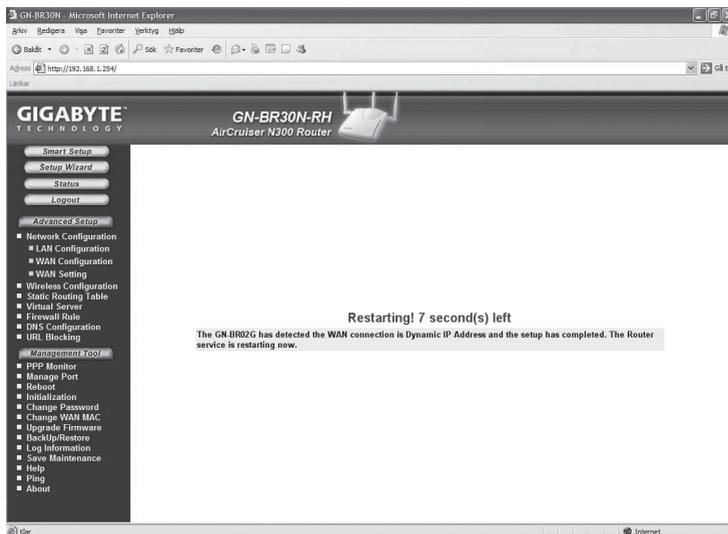 GN-BR30N - Microsoft Internet Explorer
Arkiv Redigera Visa Favoriter Verktyg Hjälp
Bakåt Sök Favoriter
Adress http://192.168.1.254/ Gå t
Länkar
GIGABYTE™
TECHNOLOGY
GN-BR30N-RH
AirCruiser N300 Router
Smart Setup
Setup Wizard
Status
Logout
Advanced Setup
Network Configuration
LAN Configuration
WAN Configuration
WAN Setting
Wireless Configuration
Static Routing Table
Virtual Server
Firewall Rule
DNS Configuration
URL Blocking
Management Tool
PPP Monitor
Manage Port
Reboot
Initialization
Change Password
Change WAN MAC
Upgrade Firmware
BackUp/Restore
Log Information
Save Maintenance
Help
Ping
About
Restarting! 7 second(s) left
The GN-BR02G has detected the WAN connection is Dynamic IP Address and the setup has completed. The Router
service is restarting now.
Klar Internet